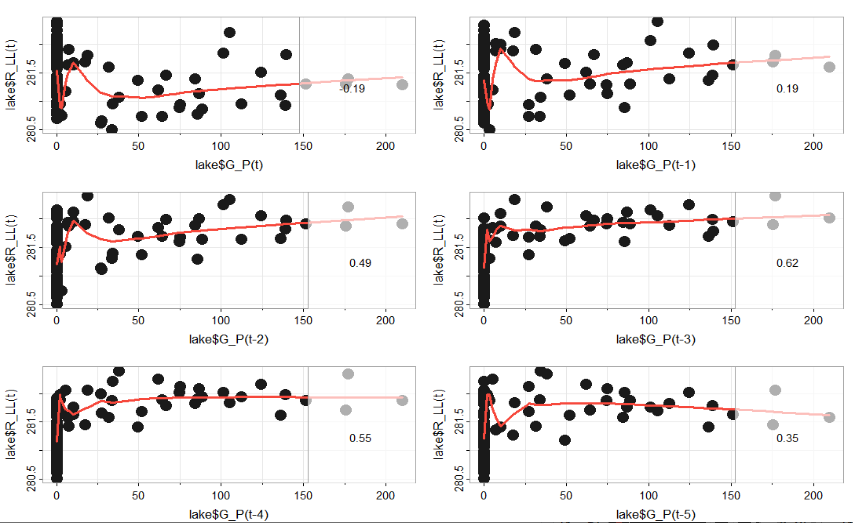 lake$R_LL(t)
281.5
280.5
-0.19
0 50 100 150 200
lake$G_P(t)
lake$R_LL(t)
281.5
280.5
0.19
0 50 100 150 200
lake$G_P(t-1)
lake$R_LL(t)
281.5
280.5
0.49
0 50 100 150 200
lake$G_P(t-2)
lake$R_LL(t)
281.5
280.5
0.62
0 50 100 150 200
lake$G_P(t-3)
lake$R_LL(t)
281.5
280.5
0.55
0 50 100 150 200
lake$G_P(t-4)
lake$R_LL(t)
281.5
280.5
0.35
0 50 100 150 200
lake$G_P(t-5)